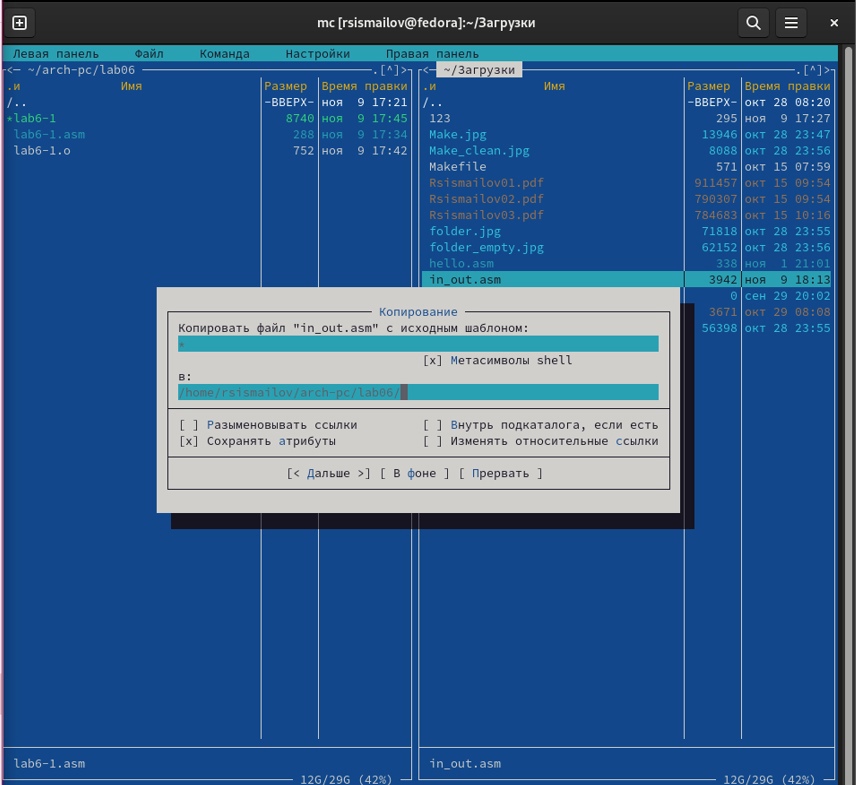 mc [rsismailov@fedora]:~/Загрузки
Левая панель Файл Команда Настройки Правая панель
<— ~/arch-pc/lab06 .[^]>
.и Имя Размер Время правки
/.. -ВВЕРХ- ноя 9 17:21
*lab6-1 8740 ноя 9 17:45
lab6-1.asm 288 ноя 9 17:34
lab6-1.o 752 ноя 9 17:42
<— ~/Загрузки .[^]>
.и Имя Размер Время правки
/.. -ВВЕРХ- окт 28 08:20
123 295 ноя 9 17:27
Make.jpg 13946 окт 28 23:47
Make_clean.jpg 8088 окт 28 23:56
Makefile 571 окт 15 07:59
Rsismailov01.pdf 911457 окт 15 09:54
Rsismailov02.pdf 790307 окт 15 09:54
Rsismailov03.pdf 784683 окт 15 10:16
folder.jpg 71818 окт 28 23:55
folder_empty.jpg 62152 окт 28 23:56
hello.asm 338 ноя 1 21:01
in_out.asm 3942 ноя 9 18:13
0 сен 29 20:02
3671 окт 29 08:08
56398 окт 28 23:55
Копирование
Копировать файл "in_out.asm" с исходным шаблоном:
*
[x] Метасимволы shell
в:
/home/rsismailov/arch-pc/lab06/
[ ] Разыменовывать ссылки [ ] Внутрь подкаталога, если есть
[x] Сохранять атрибуты [ ] Изменять относительные ссылки
[< Дальше >] [ В фоне ] [ Прервать ]
lab6-1.asm
12G/29G (42%)
in_out.asm
12G/29G (42%)